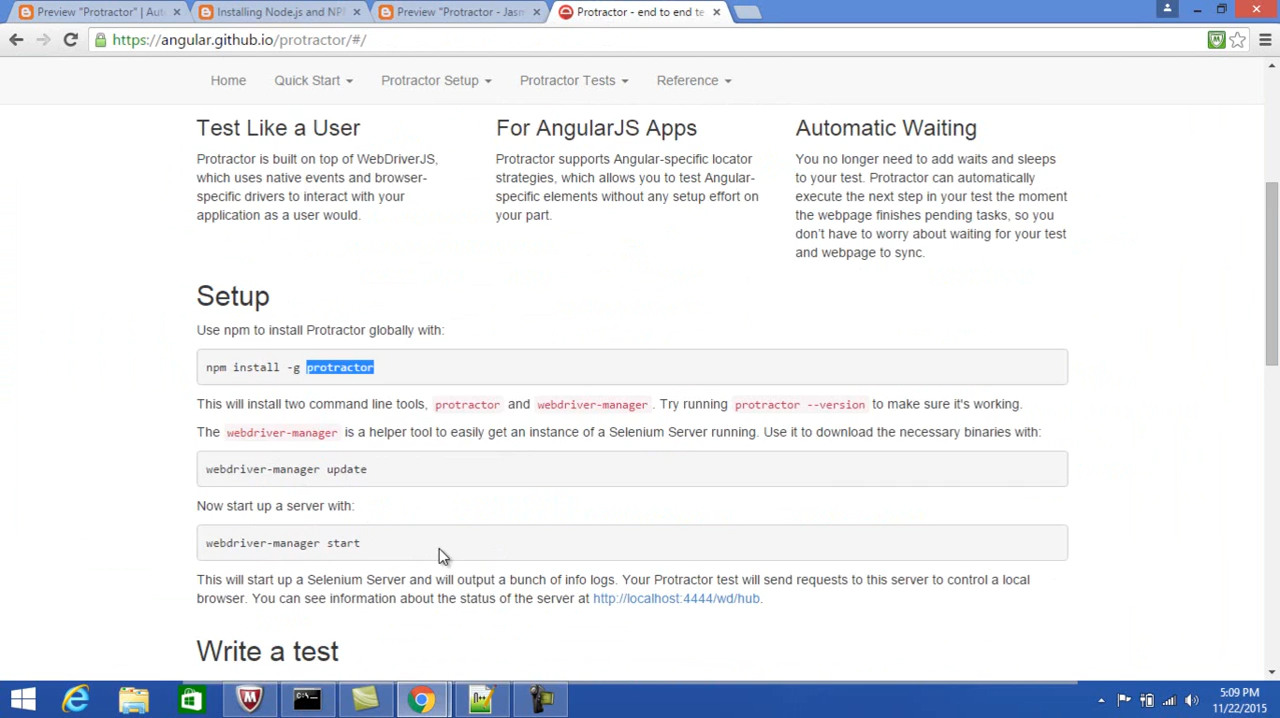 Preview "Protractor" | Aut
Installing Node.js and NPM
Preview "Protractor - Jasm
Protractor - end to end te
https://angular.github.io/protractor/#/
Home
Quick Start
Protractor Setup
Protractor Tests
Reference
Test Like a User
Protractor is built on top of WebDriverJS,
which uses native events and browser-
specific drivers to interact with your
application as a user would.
For AngularJS Apps
Protractor supports Angular-specific locator
strategies, which allows you to test Angular-
specific elements without any setup effort on
your part.
Automatic Waiting
You no longer need to add waits and sleeps
to your test. Protractor can automatically
execute the next step in your test the moment
the webpage finishes pending tasks, so you
don't have to worry about waiting for your test
and webpage to sync.
Setup
Use npm to install Protractor globally with:
npm install -g protractor
This will install two command line tools, protractor and webdriver-manager. Try running protractor --version to make sure it's working.
The webdriver-manager is a helper tool to easily get an instance of a Selenium Server running. Use it to download the necessary binaries with:
webdriver-manager update
Now start up a server with:
webdriver-manager start
This will start up a Selenium Server and will output a bunch of info logs. Your Protractor test will send requests to this server to control a local
browser. You can see information about the status of the server at http://localhost:4444/wd/hub.
Write a test
5:09 PM
11/22/2015